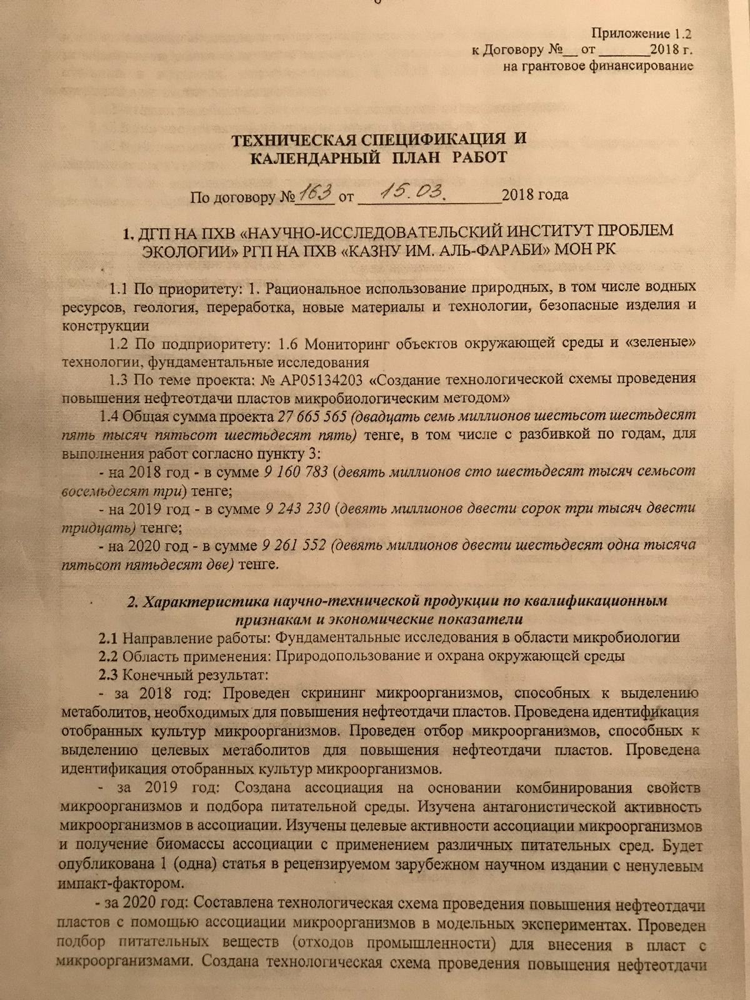 Приложение 1.2
к Договору №__ от _______2018 г.
на грантовое финансирование
ТЕХНИЧЕСКАЯ СПЕЦИФИКАЦИЯ И
КАЛЕНДАРНЫЙ ПЛАН РАБОТ
По договору № 163 от 15.03. 2018 года
1. ДГП НА ПХВ «НАУЧНО-ИССЛЕДОВАТЕЛЬСКИЙ ИНСТИТУТ ПРОБЛЕМ
ЭКОЛОГИИ» РГП НА ПХВ «КАЗНУ ИМ. АЛЬ-ФАРАБИ» МОН РК
1.1 По приоритету: 1. Рациональное использование природных, в том числе водных
ресурсов, геология, переработка, новые материалы и технологии, безопасные изделия и
конструкции
1.2 По подприоритету: 1.6 Мониторинг объектов окружающей среды и «зеленые»
технологии, фундаментальные исследования
1.3 По теме проекта: № АР05134203 «Создание технологической схемы проведения
повышения нефтеотдачи пластов микробиологическим методом»
1.4 Общая сумма проекта 27 665 565 (двадцать семь миллионов шестьсот шестьдесят
пять тысяч пятьсот шестьдесят пять) тенге, в том числе с разбивкой по годам, для
выполнения работ согласно пункту 3:
- на 2018 год - в сумме 9 160 783 (девять миллионов сто шестьдесят тысяч семьсот
восемьдесят три) тенге;
- на 2019 год - в сумме 9 243 230 (девять миллионов двести сорок три тысяч двести
тридцать) тенге;
- на 2020 год - в сумме 9 261 552 (девять миллионов двести шестьдесят одна тысяча
пятьсот пятьдесят две) тенге.
2. Характеристика научно-технической продукции по квалификационным
признакам и экономические показатели
2.1 Направление работы: Фундаментальные исследования в области микробиологии
2.2 Область применения: Природопользование и охрана окружающей среды
2.3 Конечный результат:
- за 2018 год: Проведен скрининг микроорганизмов, способных к выделению
метаболитов, необходимых для повышения нефтеотдачи пластов. Проведена идентификация
отобранных культур микроорганизмов. Проведен отбор микроорганизмов, способных к
выделению целевых метаболитов для повышения нефтеотдачи пластов. Проведена
идентификация отобранных культур микроорганизмов.
- за 2019 год: Создана ассоциация на основании комбинирования свойств
микроорганизмов и подбора питательной среды. Изучена антагонистической активность
микроорганизмов в ассоциации. Изучены целевые активности ассоциации микроорганизмов
и получение биомассы ассоциации с применением различных питательных сред. Будет
опубликована 1 (одна) статья в рецензируемом зарубежном научном издании с ненулевым
импакт-фактором.
- за 2020 год: Составлена технологическая схема проведения повышения нефтеотдачи
пластов с помощью ассоциации микроорганизмов в модельных экспериментах. Проведен
подбор питательных веществ (отходов промышленности) для внесения в пласт с
микроорганизмами. Создана технологическая схема проведения повышения нефтеотдачи